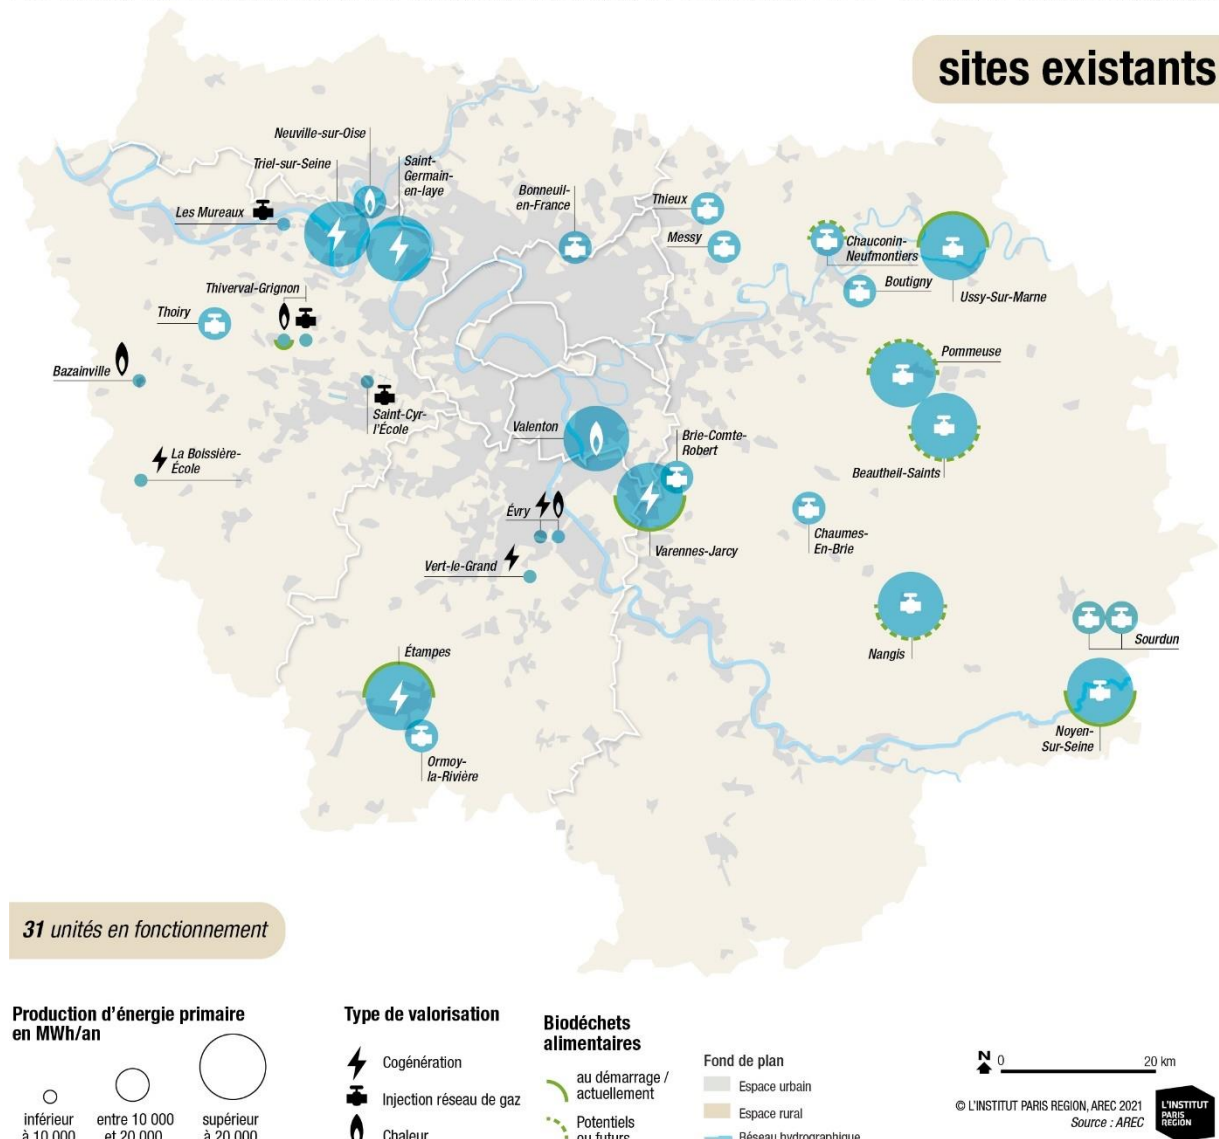 sites existants
Neuville-sur-Oise
Triel-sur-Seine
Saint-
Germain-
en-laye
Les Mureaux
Bonneuil-
en-France
Thieux
Messy
Chauconin-
Neufmontiers
Boutigny
Ussy-Sur-Marne
Thiverval-Grignon
Thoiry
Bazainville
Pommeuse
Saint-Cyr-
l'École
Valenton
Brie-Comte-
Robert
Beautheil-Saints
La Boissière-
École
Évry
Varennes-Jarcy
Chaumes-
En-Brie
Vert-le-Grand
Nangis
Sourdun
Étampes
Ormoy-
la-Rivière
Noyen-
Sur-Seine
31 unités en fonctionnement
Production d'énergie primaire
en MWh/an
inférieur
à 10 000
entre 10 000
et 20 000
supérieur
à 20 000
Type de valorisation
Cogénération
Injection réseau de gaz
Chaleur
Biodéchets
alimentaires
au démarrage /
actuellement
Potentiels
ou futurs
Fond de plan
Espace urbain
Espace rural
Réseau hydrographique
N 0 20 km
© L'INSTITUT PARIS REGION, AREC 2021
Source : AREC
L'INSTITUT
PARIS
REGION